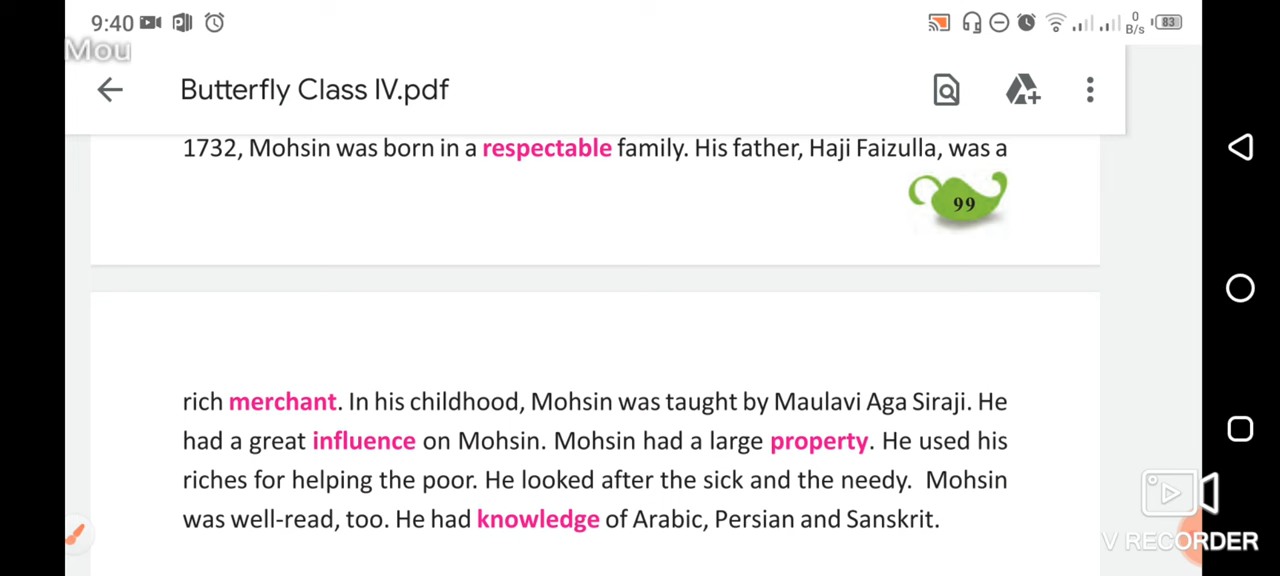 9:40 0 B/s 83
Mou
Butterfly Class IV.pdf
1732, Mohsin was born in a respectable family. His father, Haji Faizulla, was a
99
rich merchant. In his childhood, Mohsin was taught by Maulavi Aga Siraji. He
had a great influence on Mohsin. Mohsin had a large property. He used his
riches for helping the poor. He looked after the sick and the needy. Mohsin
was well-read, too. He had knowledge of Arabic, Persian and Sanskrit.
V RECORDER